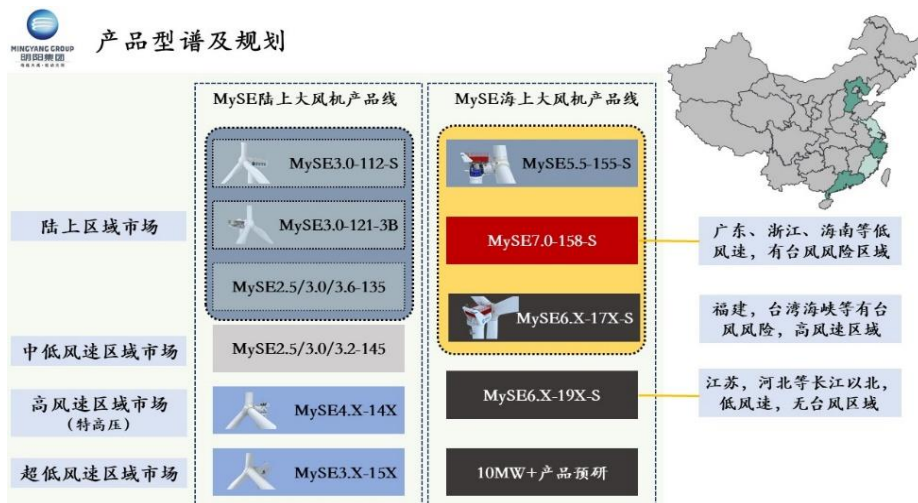 MINGYANG GROUP
明阳集团
产品型谱及规划
MySE陆上大风机产品线
MySE海上大风机产品线
陆上区域市场
中低风速区域市场
高风速区域市场
(特高压)
超低风速区域市场
MySE3.0-112-S
MySE3.0-121-3B
MySE2.5/3.0/3.6-135
MySE2.5/3.0/3.2-145
MySE4.X-14X
MySE3.X-15X
MySE5.5-155-S
MySE7.0-158-S
MySE6.X-17X-S
MySE6.X-19X-S
10MW+产品预研
广东、浙江、海南等低
风速，有台风风险区域
福建，台湾海峡等有台
风风险，高风速区域
江苏，河北等长江以北，
低风速，无台风区域